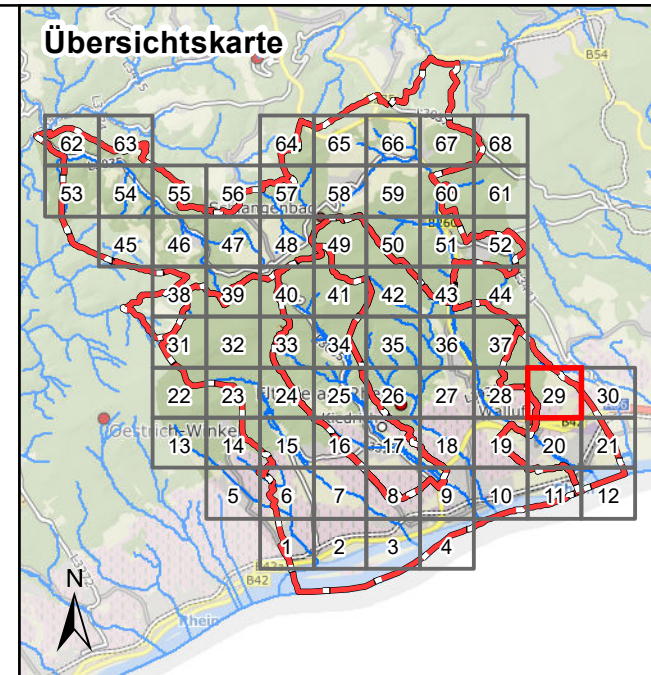 Übersichtskarte
B54
62 63 64 65 66 67 68
53 54 55 56 57 58 59 60 61
45 46 47 48 49 50 51 52
38 39 40 41 42 43 44
31 32 33 34 35 36 37
22 23 24 25 26 27 28 29 30
Walluf
Oestrich-Winkel
13 14 15 16 17 18 19 20 21
5 6 7 8 9 10 11 12
1 2 3 4
N
B42
Rhein